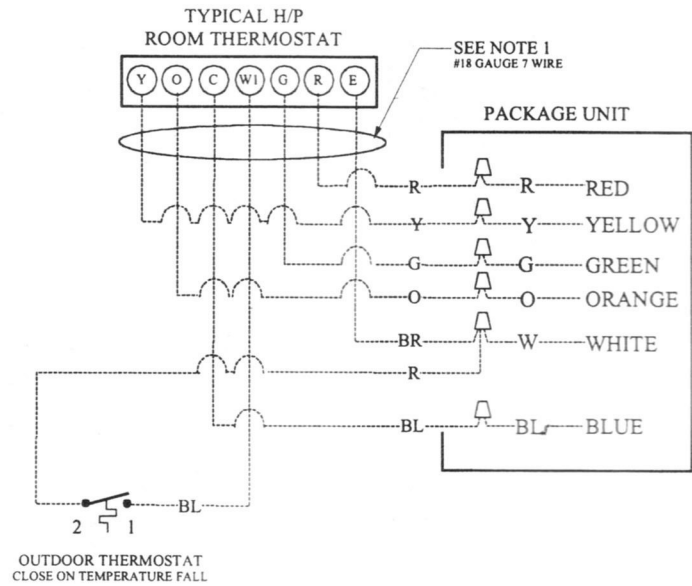 TYPICAL H/P
ROOM THERMOSTAT
Y O C W1 G R E
SEE NOTE 1
#18 GAUGE 7 WIRE
PACKAGE UNIT
R R RED
Y Y YELLOW
G G GREEN
O O ORANGE
BR W WHITE
R
BL BL BLUE
BL
2 1
OUTDOOR THERMOSTAT
CLOSE ON TEMPERATURE FALL